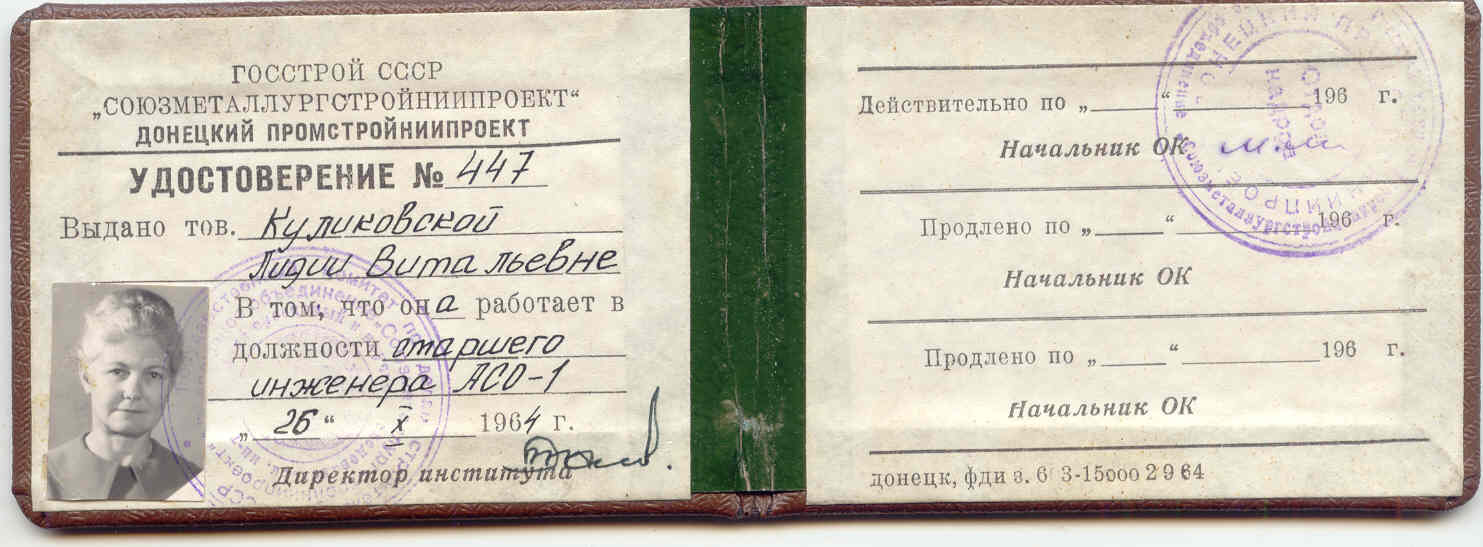 ГОССТРОЙ СССР
„СОЮЗМЕТАЛЛУРГСТРОЙНИИПРОЕКТ“
ДОНЕЦКИЙ ПРОМСТРОЙНИИПРОЕКТ
УДОСТОВЕРЕНИЕ № 447
Выдано тов. Куликовской
Лидии Витальевне
В том, что она работает в
должности старшего
инженера АСО-1
„ 26 “ X 1964 г.
Директор института
Действительно по „ “ 196 г.
Начальник ОК
Продлено по „ “ 196 г.
Начальник ОК
Продлено по „ “ 196 г.
Начальник ОК
донецк, фди з. 6 3-15000 2 9 64